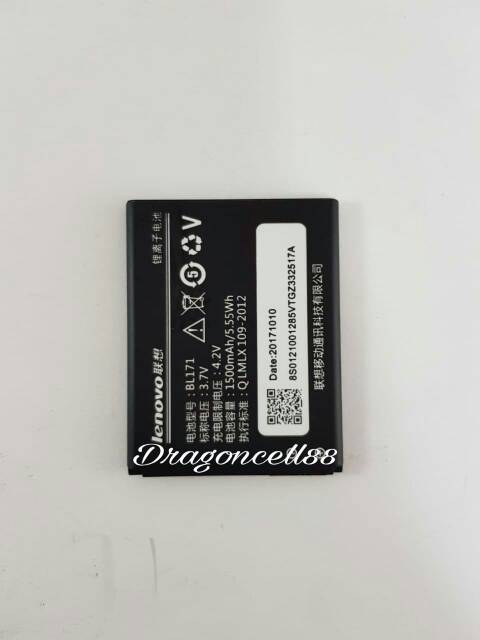 锂离子电池
lenovo联想
电池型号：BL171
标称电压：3.7V
充电限制电压：4.2V
电池容量：1500mAh/5.55Wh
执行标准：Q LMLX 109-2012
5
Date:20171010
8S0121001285VTGZ332517A
联想移动通讯科技有限公司
Dragoncell88